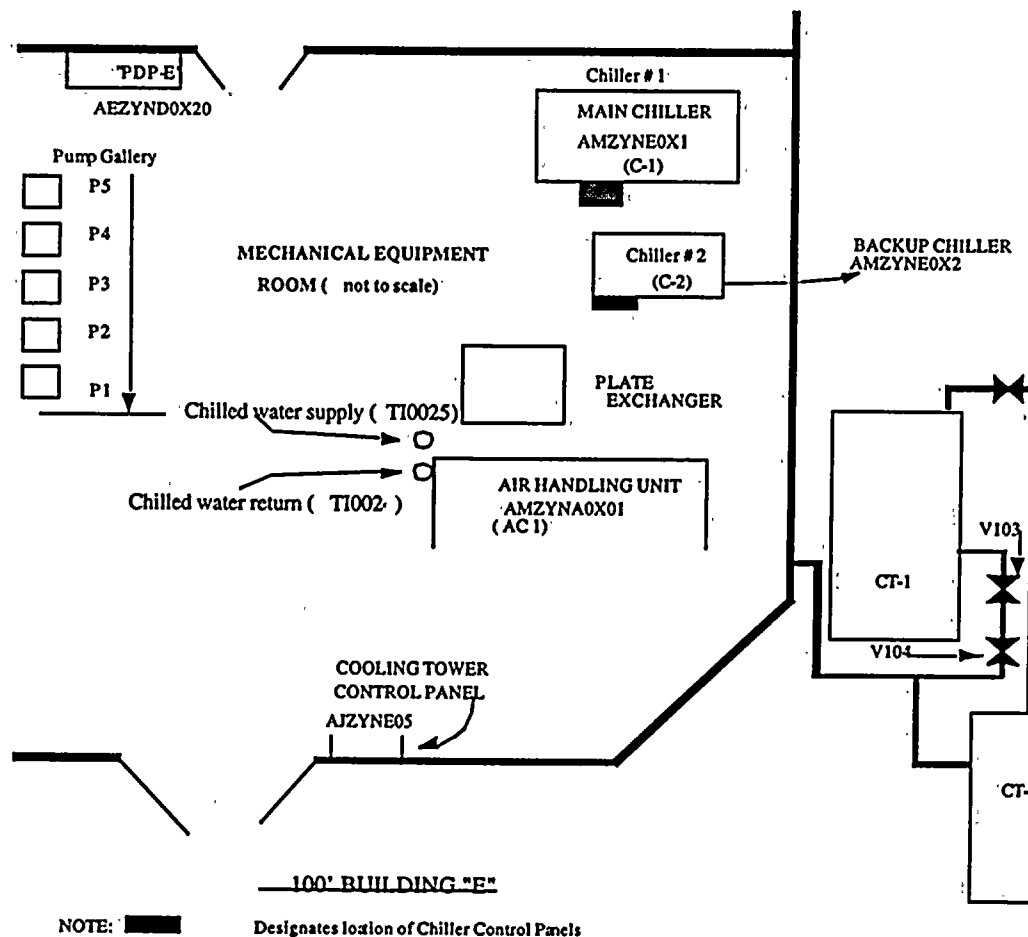 "PDP-E"
AEZYND0X20
Chiller # 1
MAIN CHILLER
AMZYNE0X1
(C-1)
Pump Gallery
P5
P4
P3
P2
P1
MECHANICAL EQUIPMENT
ROOM ( not to scale)
Chiller # 2
(C-2)
BACKUP CHILLER
AMZYNE0X2
PLATE
EXCHANGER
Chilled water supply ( TI0025)
Chilled water return ( TI002 )
AIR HANDLING UNIT
AMZYNA0X01
( AC 1)
V103
CT-1
V104
COOLING TOWER
CONTROL PANEL
AJZYNE05
CT-
100' BUILDING "E"
NOTE:
Designates loation of Chiller Control Panels